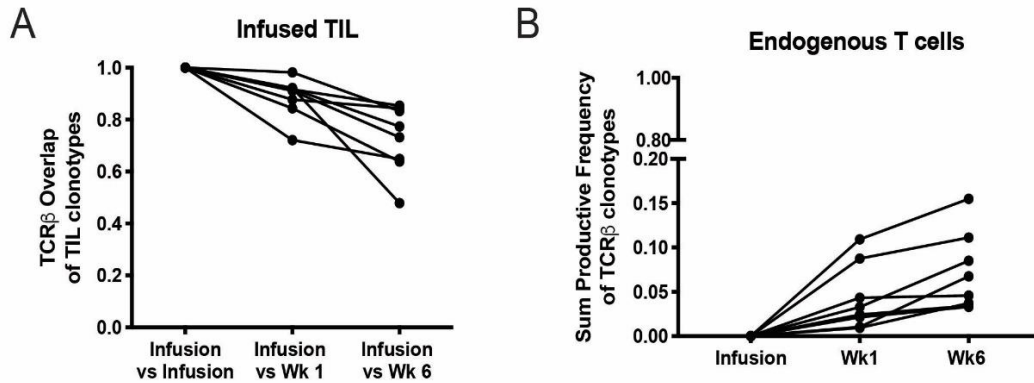 A
Infused TIL
TCRβ Overlap
of TIL clonotypes
1.0
0.8
0.6
0.4
0.2
0.0
Infusion
vs Infusion
Infusion
vs Wk 1
Infusion
vs Wk 6
B
Endogenous T cells
Sum Productive Frequency
of TCRβ clonotypes
1.00
0.80
0.20
0.15
0.10
0.05
0.00
Infusion
Wk1
Wk6